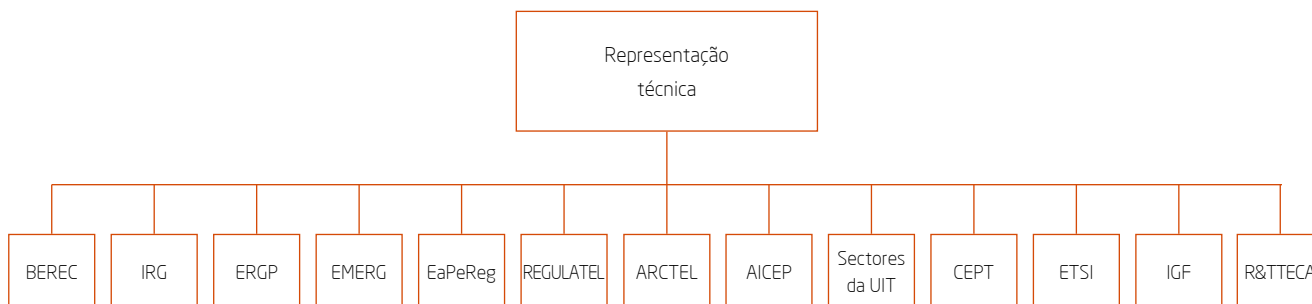 Representação
técnica
BEREC
IRG
ERGP
EMERG
EaPeReg
REGULATEL
ARCTEL
AICEP
Sectores
da UIT
CEPT
ETSI
IGF
R&TTECA